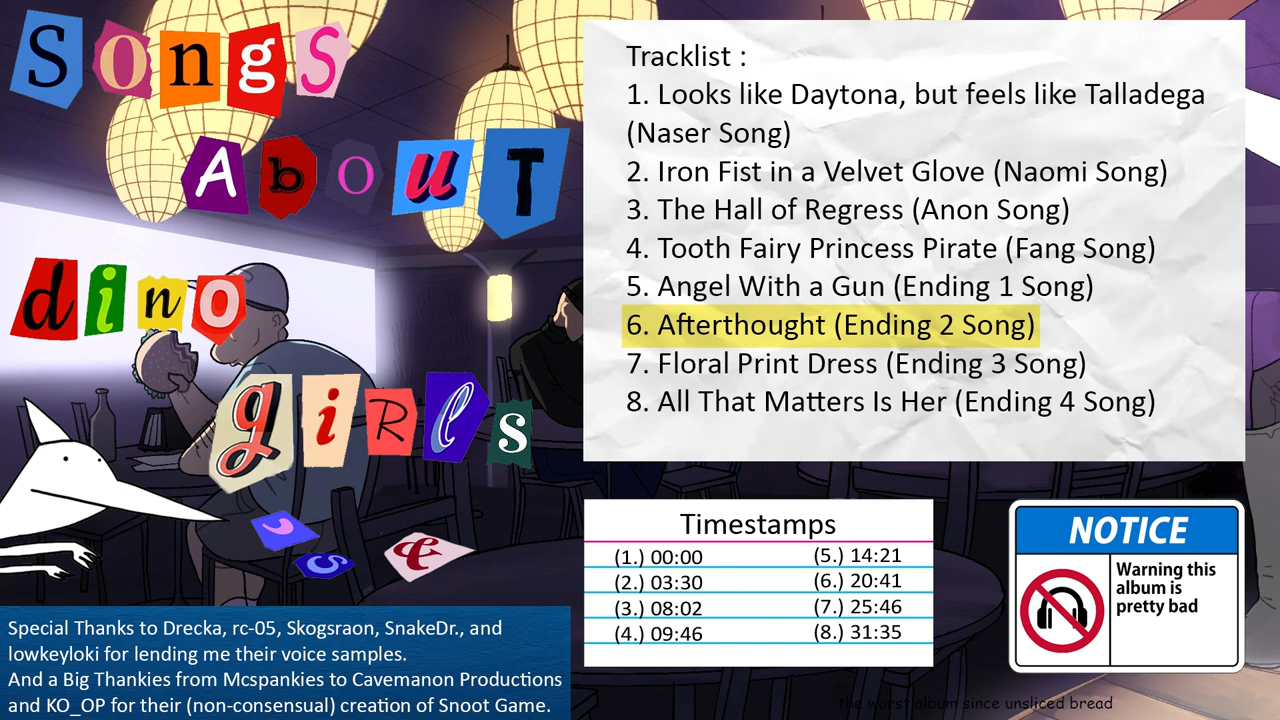 Songs
About
dino
girls
J
S
&
Tracklist :
1. Looks like Daytona, but feels like Talladega
(Naser Song)
2. Iron Fist in a Velvet Glove (Naomi Song)
3. The Hall of Regress (Anon Song)
4. Tooth Fairy Princess Pirate (Fang Song)
5. Angel With a Gun (Ending 1 Song)
6. Afterthought (Ending 2 Song)
7. Floral Print Dress (Ending 3 Song)
8. All That Matters Is Her (Ending 4 Song)
Timestamps
(1.) 00:00 (5.) 14:21
(2.) 03:30 (6.) 20:41
(3.) 08:02 (7.) 25:46
(4.) 09:46 (8.) 31:35
NOTICE
Warning this
album is
pretty bad
Special Thanks to Drecka, rc-05, Skogsraon, SnakeDr., and
lowkeyloki for lending me their voice samples.
And a Big Thankies from Mcspankies to Cavemanon Productions
and KO_OP for their (non-consensual) creation of Snoot Game.
the worst album since unsliced bread